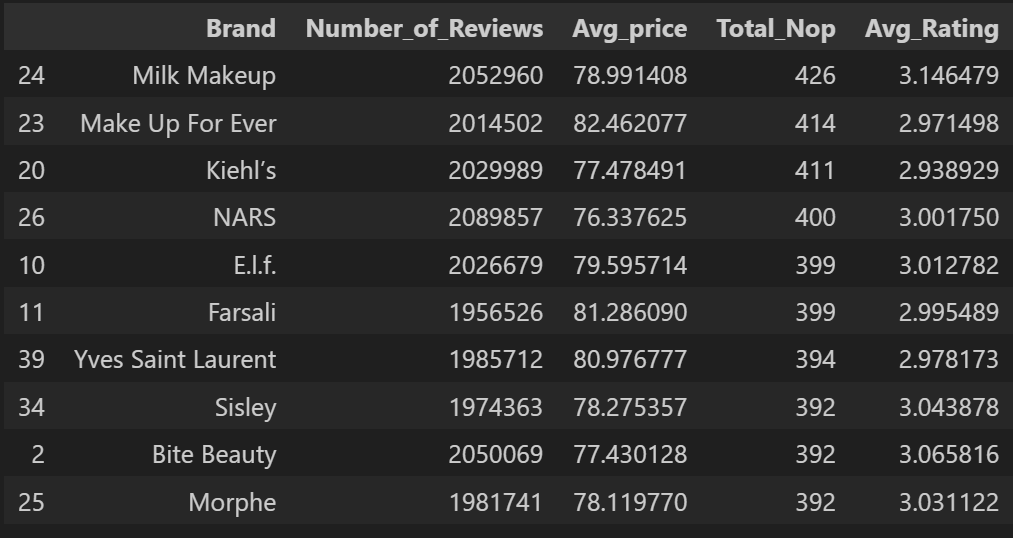 Brand Number_of_Reviews Avg_price Total_Nop Avg_Rating
24 Milk Makeup 2052960 78.991408 426 3.146479
23 Make Up For Ever 2014502 82.462077 414 2.971498
20 Kiehl’s 2029989 77.478491 411 2.938929
26 NARS 2089857 76.337625 400 3.001750
10 E.l.f. 2026679 79.595714 399 3.012782
11 Farsali 1956526 81.286090 399 2.995489
39 Yves Saint Laurent 1985712 80.976777 394 2.978173
34 Sisley 1974363 78.275357 392 3.043878
2 Bite Beauty 2050069 77.430128 392 3.065816
25 Morphe 1981741 78.119770 392 3.031122